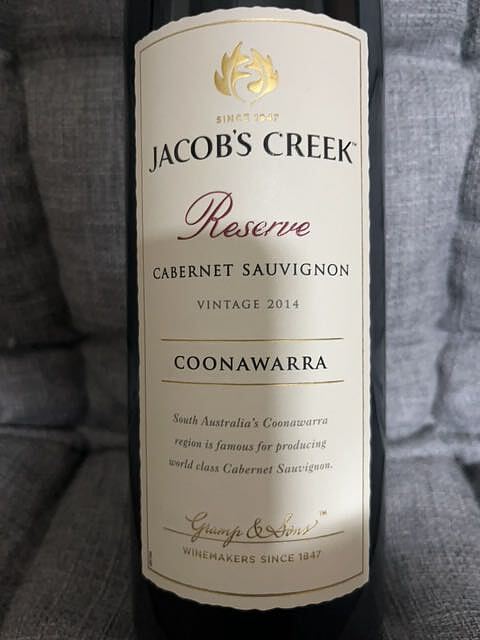 SINCE 1847
JACOB'S CREEK™
Reserve
CABERNET SAUVIGNON
VINTAGE 2014
COONAWARRA
South Australia's Coonawarra
region is famous for producing
world class Cabernet Sauvignon.
Gramp & Sons™
WINEMAKERS SINCE 1847